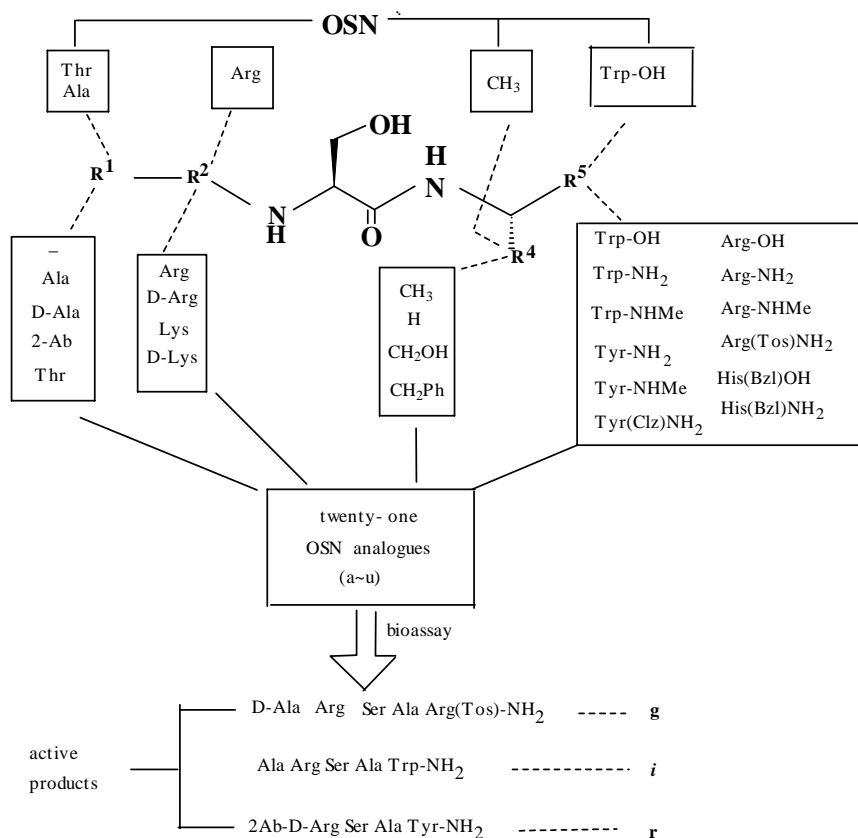 OSN
Thr
Ala
Arg
CH3
Trp-OH
OH
R1
R2
N
H
O
H
N
R4
R5
–
Ala
D-Ala
2-Ab
Thr
Arg
D-Arg
Lys
D-Lys
CH3
H
CH2OH
CH2Ph
Trp-OH
Trp-NH2
Trp-NHMe
Tyr-NH2
Tyr-NHMe
Tyr(Clz)NH2
Arg-OH
Arg-NH2
Arg-NHMe
Arg(Tos)NH2
His(Bzl)OH
His(Bzl)NH2
twenty- one
OSN analogues
(a~u)
bioassay
active
products
D-Ala Arg Ser Ala Arg(Tos)-NH2 g
Ala Arg Ser Ala Trp-NH2 i
2Ab-D-Arg Ser Ala Tyr-NH2 r